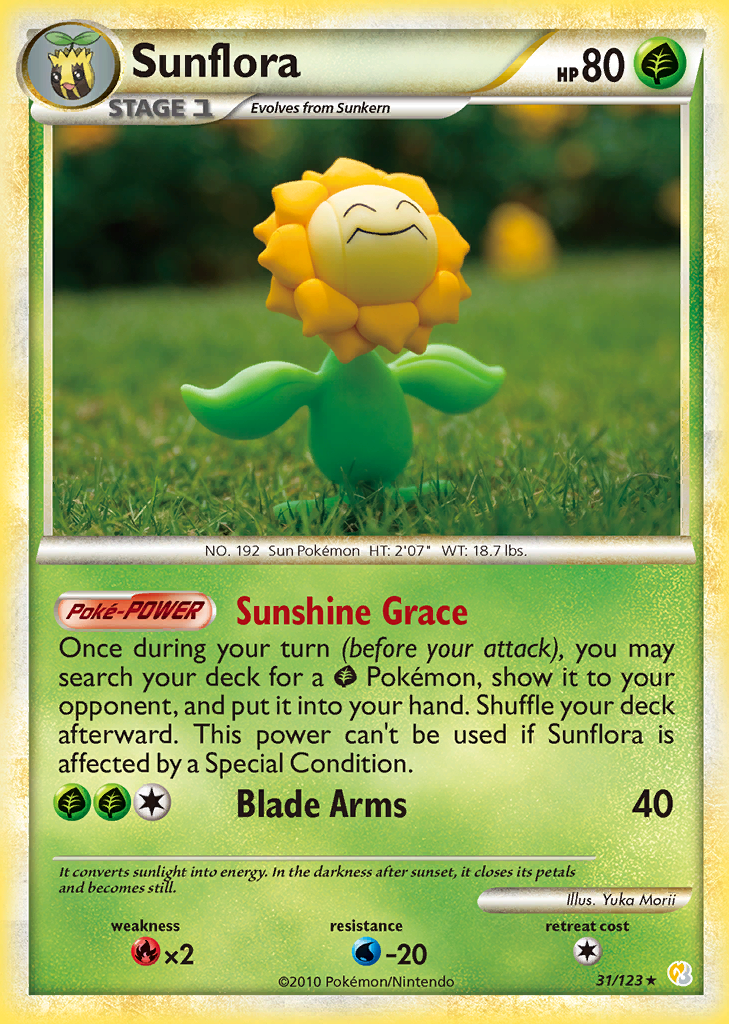 Sunflora
HP 80
STAGE 1
Evolves from Sunkern
NO. 192 Sun Pokémon HT: 2'07" WT: 18.7 lbs.
Poké-POWER Sunshine Grace
Once during your turn (before your attack), you may
search your deck for a Pokémon, show it to your
opponent, and put it into your hand. Shuffle your deck
afterward. This power can't be used if Sunflora is
affected by a Special Condition.
Blade Arms 40
It converts sunlight into energy. In the darkness after sunset, it closes its petals
and becomes still.
Illus. Yuka Morii
weakness resistance retreat cost
×2 -20
©2010 Pokémon/Nintendo 31/123 ★